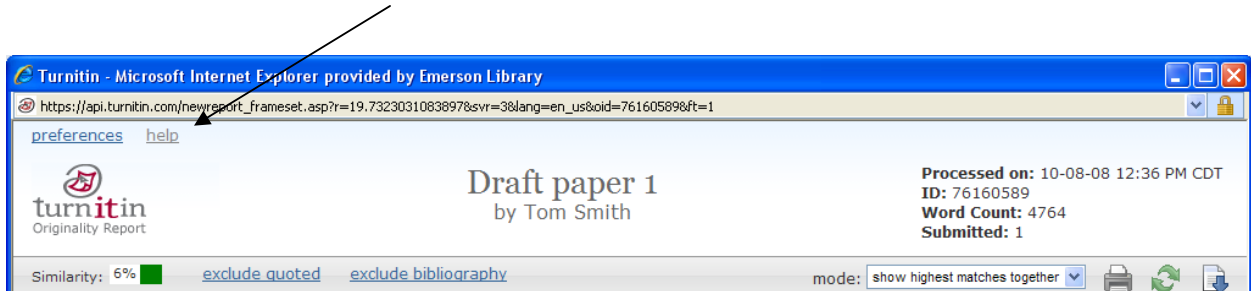 Turnitin - Microsoft Internet Explorer provided by Emerson Library
https://api.turnitin.com/newreport_frameset.asp?r=19.7323031083897&svr=3&lang=en_us&oid=76160589&ft=1
preferences help
turnitin
Originality Report
Draft paper 1
by Tom Smith
Processed on: 10-08-08 12:36 PM CDT
ID: 76160589
Word Count: 4764
Submitted: 1
Similarity: 6% exclude quoted exclude bibliography mode: show highest matches together